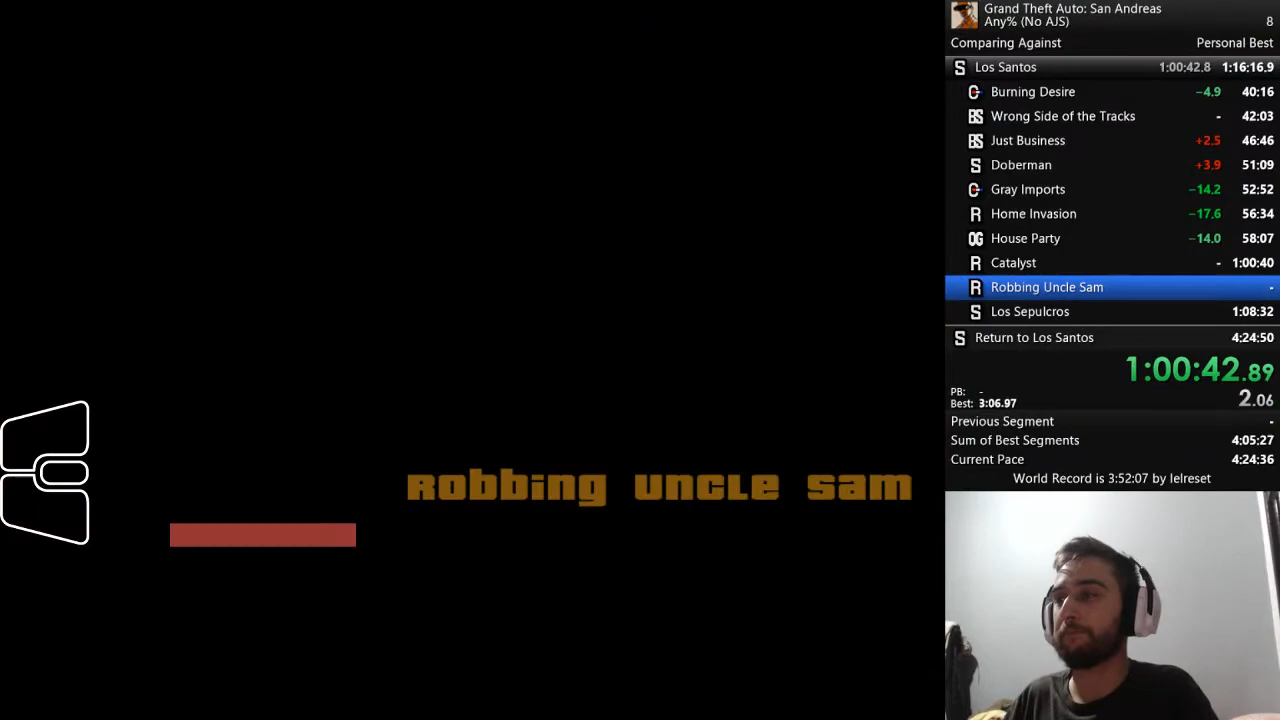 Grand Theft Auto: San Andreas
Any% (No AJS) 8
Comparing Against Personal Best
S Los Santos 1:00:42.8 1:16:16.9
C Burning Desire −4.9 40:16
BS Wrong Side of the Tracks - 42:03
BS Just Business +2.5 46:46
S Doberman +3.9 51:09
C Gray Imports −14.2 52:52
R Home Invasion −17.6 56:34
OG House Party −14.0 58:07
R Catalyst - 1:00:40
R Robbing Uncle Sam -
S Los Sepulcros 1:08:32
S Return to Los Santos 4:24:50
1:00:42.89
PB: -
Best: 3:06.97 2.06
Previous Segment -
Sum of Best Segments 4:05:27
Current Pace 4:24:36
World Record is 3:52:07 by lelreset
Robbing Uncle Sam